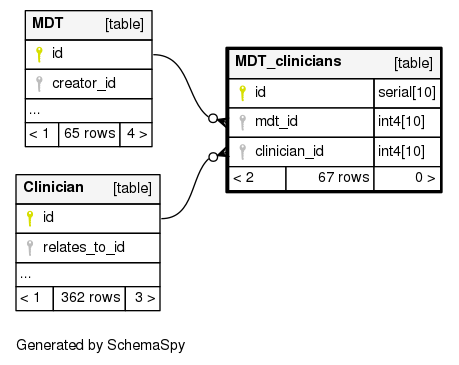 MDT [table]
id
creator_id
...
< 1 65 rows 4 >
MDT_clinicians [table]
id serial[10]
mdt_id int4[10]
clinician_id int4[10]
< 2 67 rows 0 >
Clinician [table]
id
relates_to_id
...
< 1 362 rows 3 >
Generated by SchemaSpy